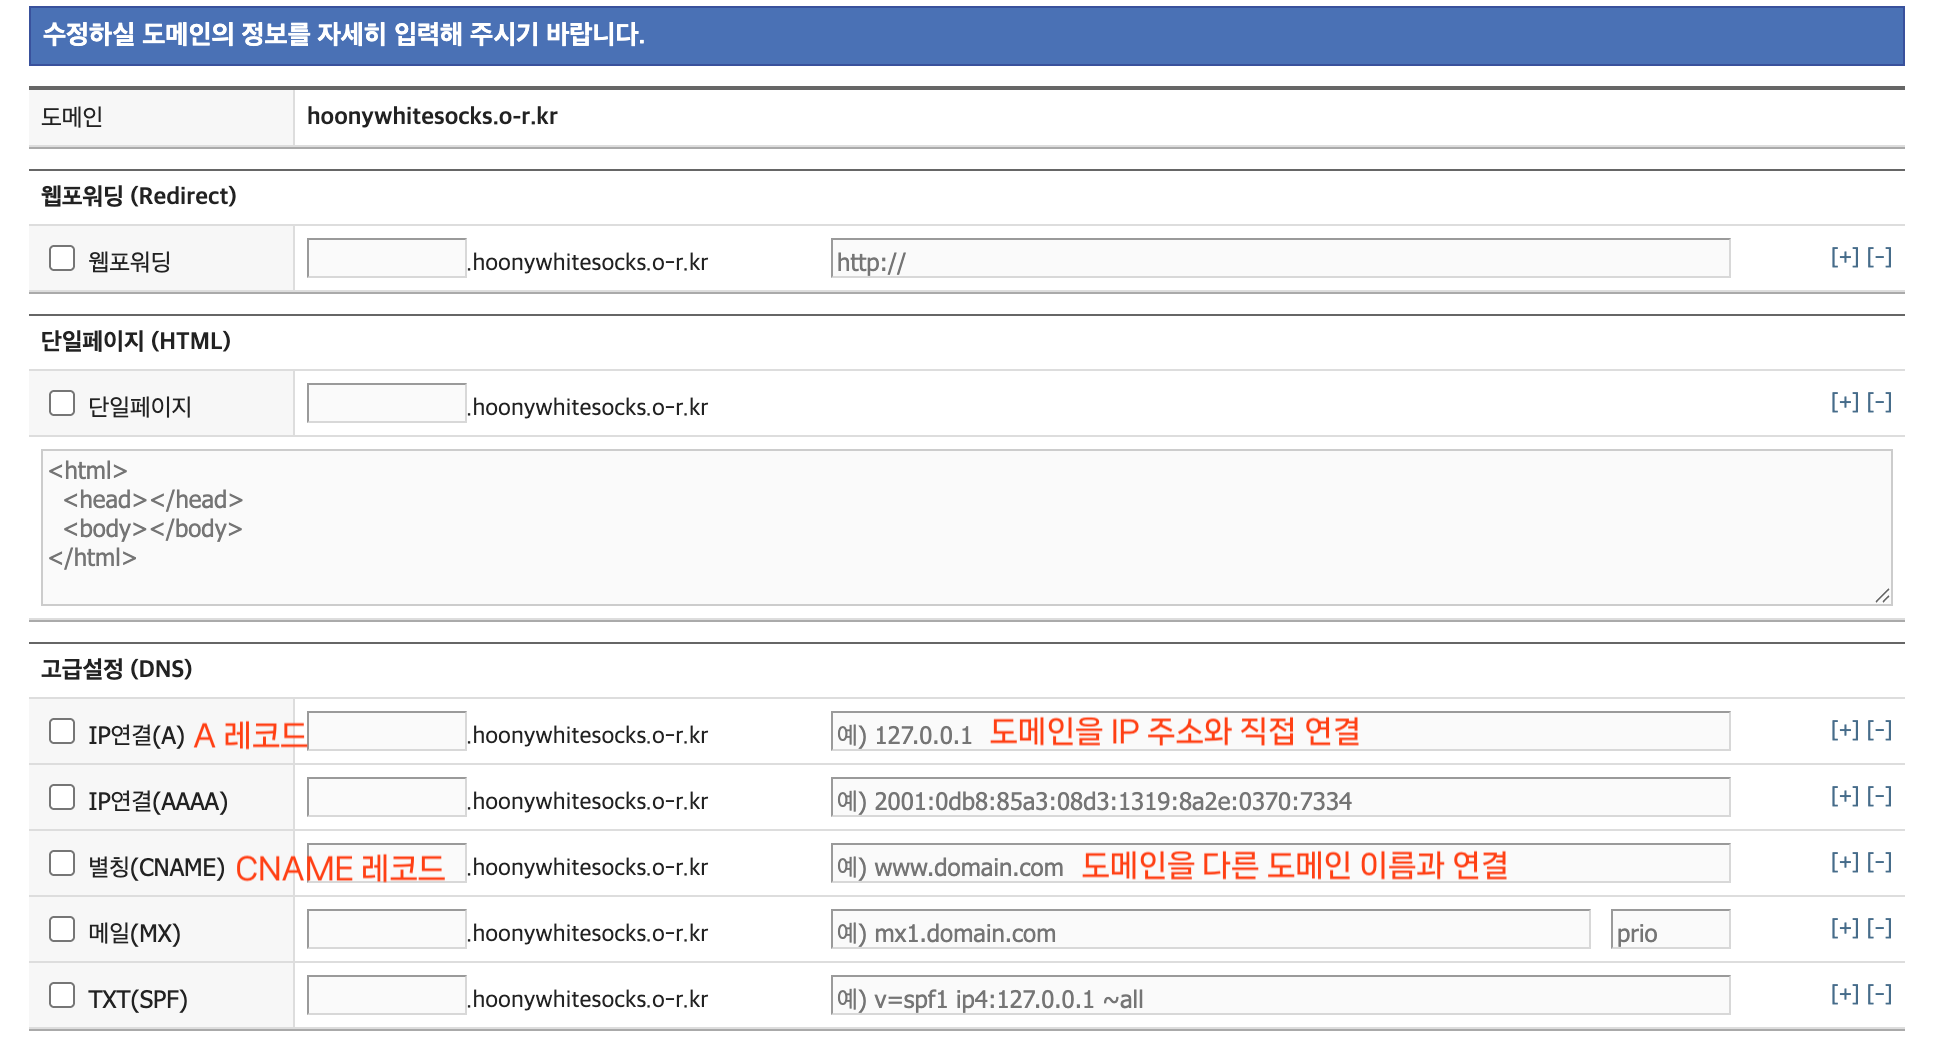 수정하실 도메인의 정보를 자세히 입력해 주시기 바랍니다.
도메인 hoonywhitesocks.o-r.kr
웹포워딩 (Redirect)
웹포워딩 .hoonywhitesocks.o-r.kr http:// [+] [-]
단일페이지 (HTML)
단일페이지 .hoonywhitesocks.o-r.kr [+] [-]
<html>
<head></head>
<body></body>
</html>
고급설정 (DNS)
IP연결(A) A 레코드 .hoonywhitesocks.o-r.kr 예) 127.0.0.1 도메인을 IP 주소와 직접 연결 [+] [-]
IP연결(AAAA) .hoonywhitesocks.o-r.kr 예) 2001:0db8:85a3:08d3:1319:8a2e:0370:7334 [+] [-]
별칭(CNAME) CNAME 레코드 .hoonywhitesocks.o-r.kr 예) www.domain.com 도메인을 다른 도메인 이름과 연결 [+] [-]
메일(MX) .hoonywhitesocks.o-r.kr 예) mx1.domain.com prio [+] [-]
TXT(SPF) .hoonywhitesocks.o-r.kr 예) v=spf1 ip4:127.0.0.1 ~all [+] [-]